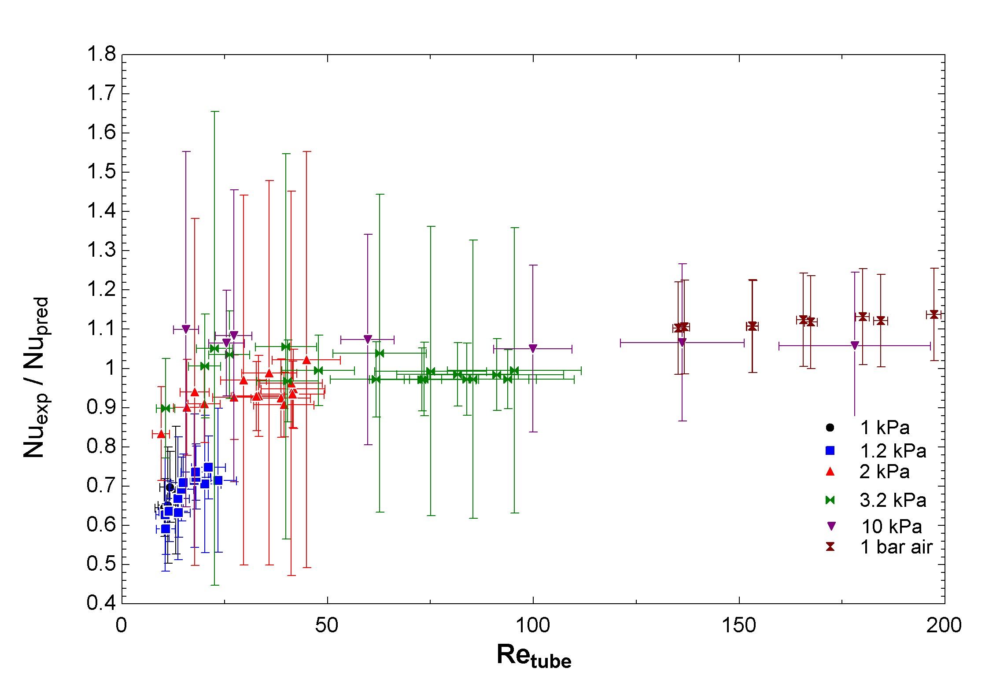 1.8
1.7
1.6
1.5
1.4
1.3
1.2
1.1
1
0.9
0.8
0.7
0.6
0.5
0.4
Nuexp / Nupred
1 kPa
1.2 kPa
2 kPa
3.2 kPa
10 kPa
1 bar air
0 50 100 150 200
Retube